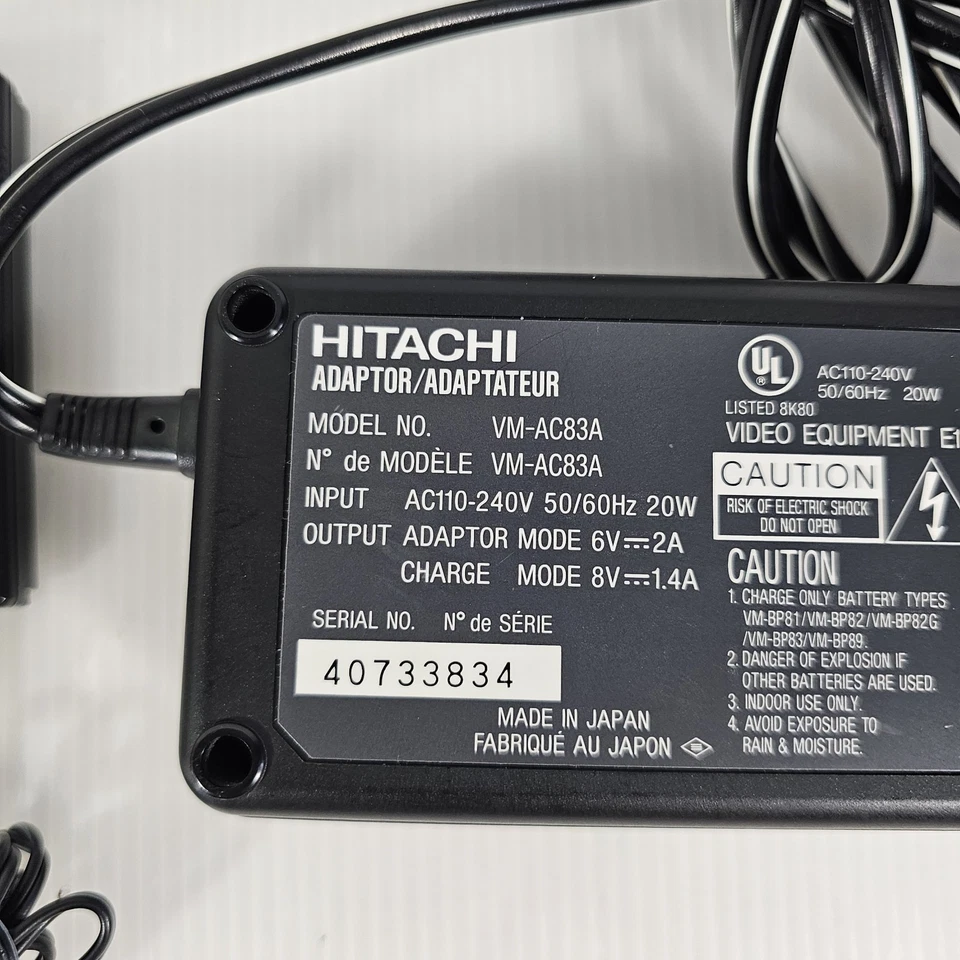 HITACHI
ADAPTOR/ADAPTATEUR
MODEL NO. VM-AC83A
N° de MODÈLE VM-AC83A
INPUT AC110-240V 50/60Hz 20W
OUTPUT ADAPTOR MODE 6V⎓2A
CHARGE MODE 8V⎓1.4A
SERIAL NO. N° de SÉRIE
40733834
MADE IN JAPAN
FABRIQUÉ AU JAPON
UL ®
LISTED 8K80
AC110-240V
50/60Hz 20W
VIDEO EQUIPMENT
CAUTION
RISK OF ELECTRIC SHOCK
DO NOT OPEN
CAUTION
1. CHARGE ONLY BATTERY TYPES
VM-BP81/VM-BP82/VM-BP82G
/VM-BP83/VM-BP89.
2. DANGER OF EXPLOSION IF
OTHER BATTERIES ARE USED.
3. INDOOR USE ONLY.
4. AVOID EXPOSURE TO
RAIN & MOISTURE.